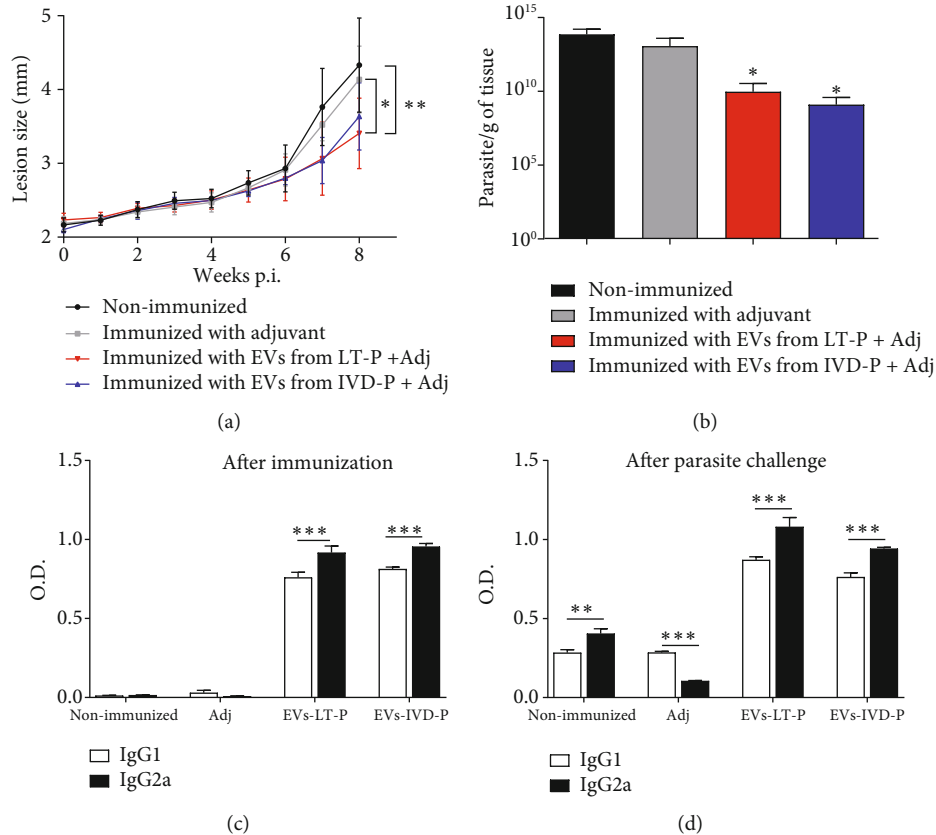 Lesion size (mm)
5
4
3
2
0 2 4 6 8
Weeks p.i.
* **
Non-immunized
Immunized with adjuvant
Immunized with EVs from LT-P +Adj
Immunized with EVs from IVD-P + Adj
(a)
Parasite/g of tissue
10^15
10^10
10^5
10^0
* *
Non-immunized
Immunized with adjuvant
Immunized with EVs from LT-P + Adj
Immunized with EVs from IVD-P + Adj
(b)
After immunization
O.D.
1.5
1.0
0.5
0.0
*** ***
Non-immunized Adj EVs-LT-P EVs-IVD-P
IgG1
IgG2a
(c)
After parasite challenge
O.D.
1.5
1.0
0.5
0.0
** *** *** ***
Non-immunized Adj EVs-LT-P EVs-IVD-P
IgG1
IgG2a
(d)